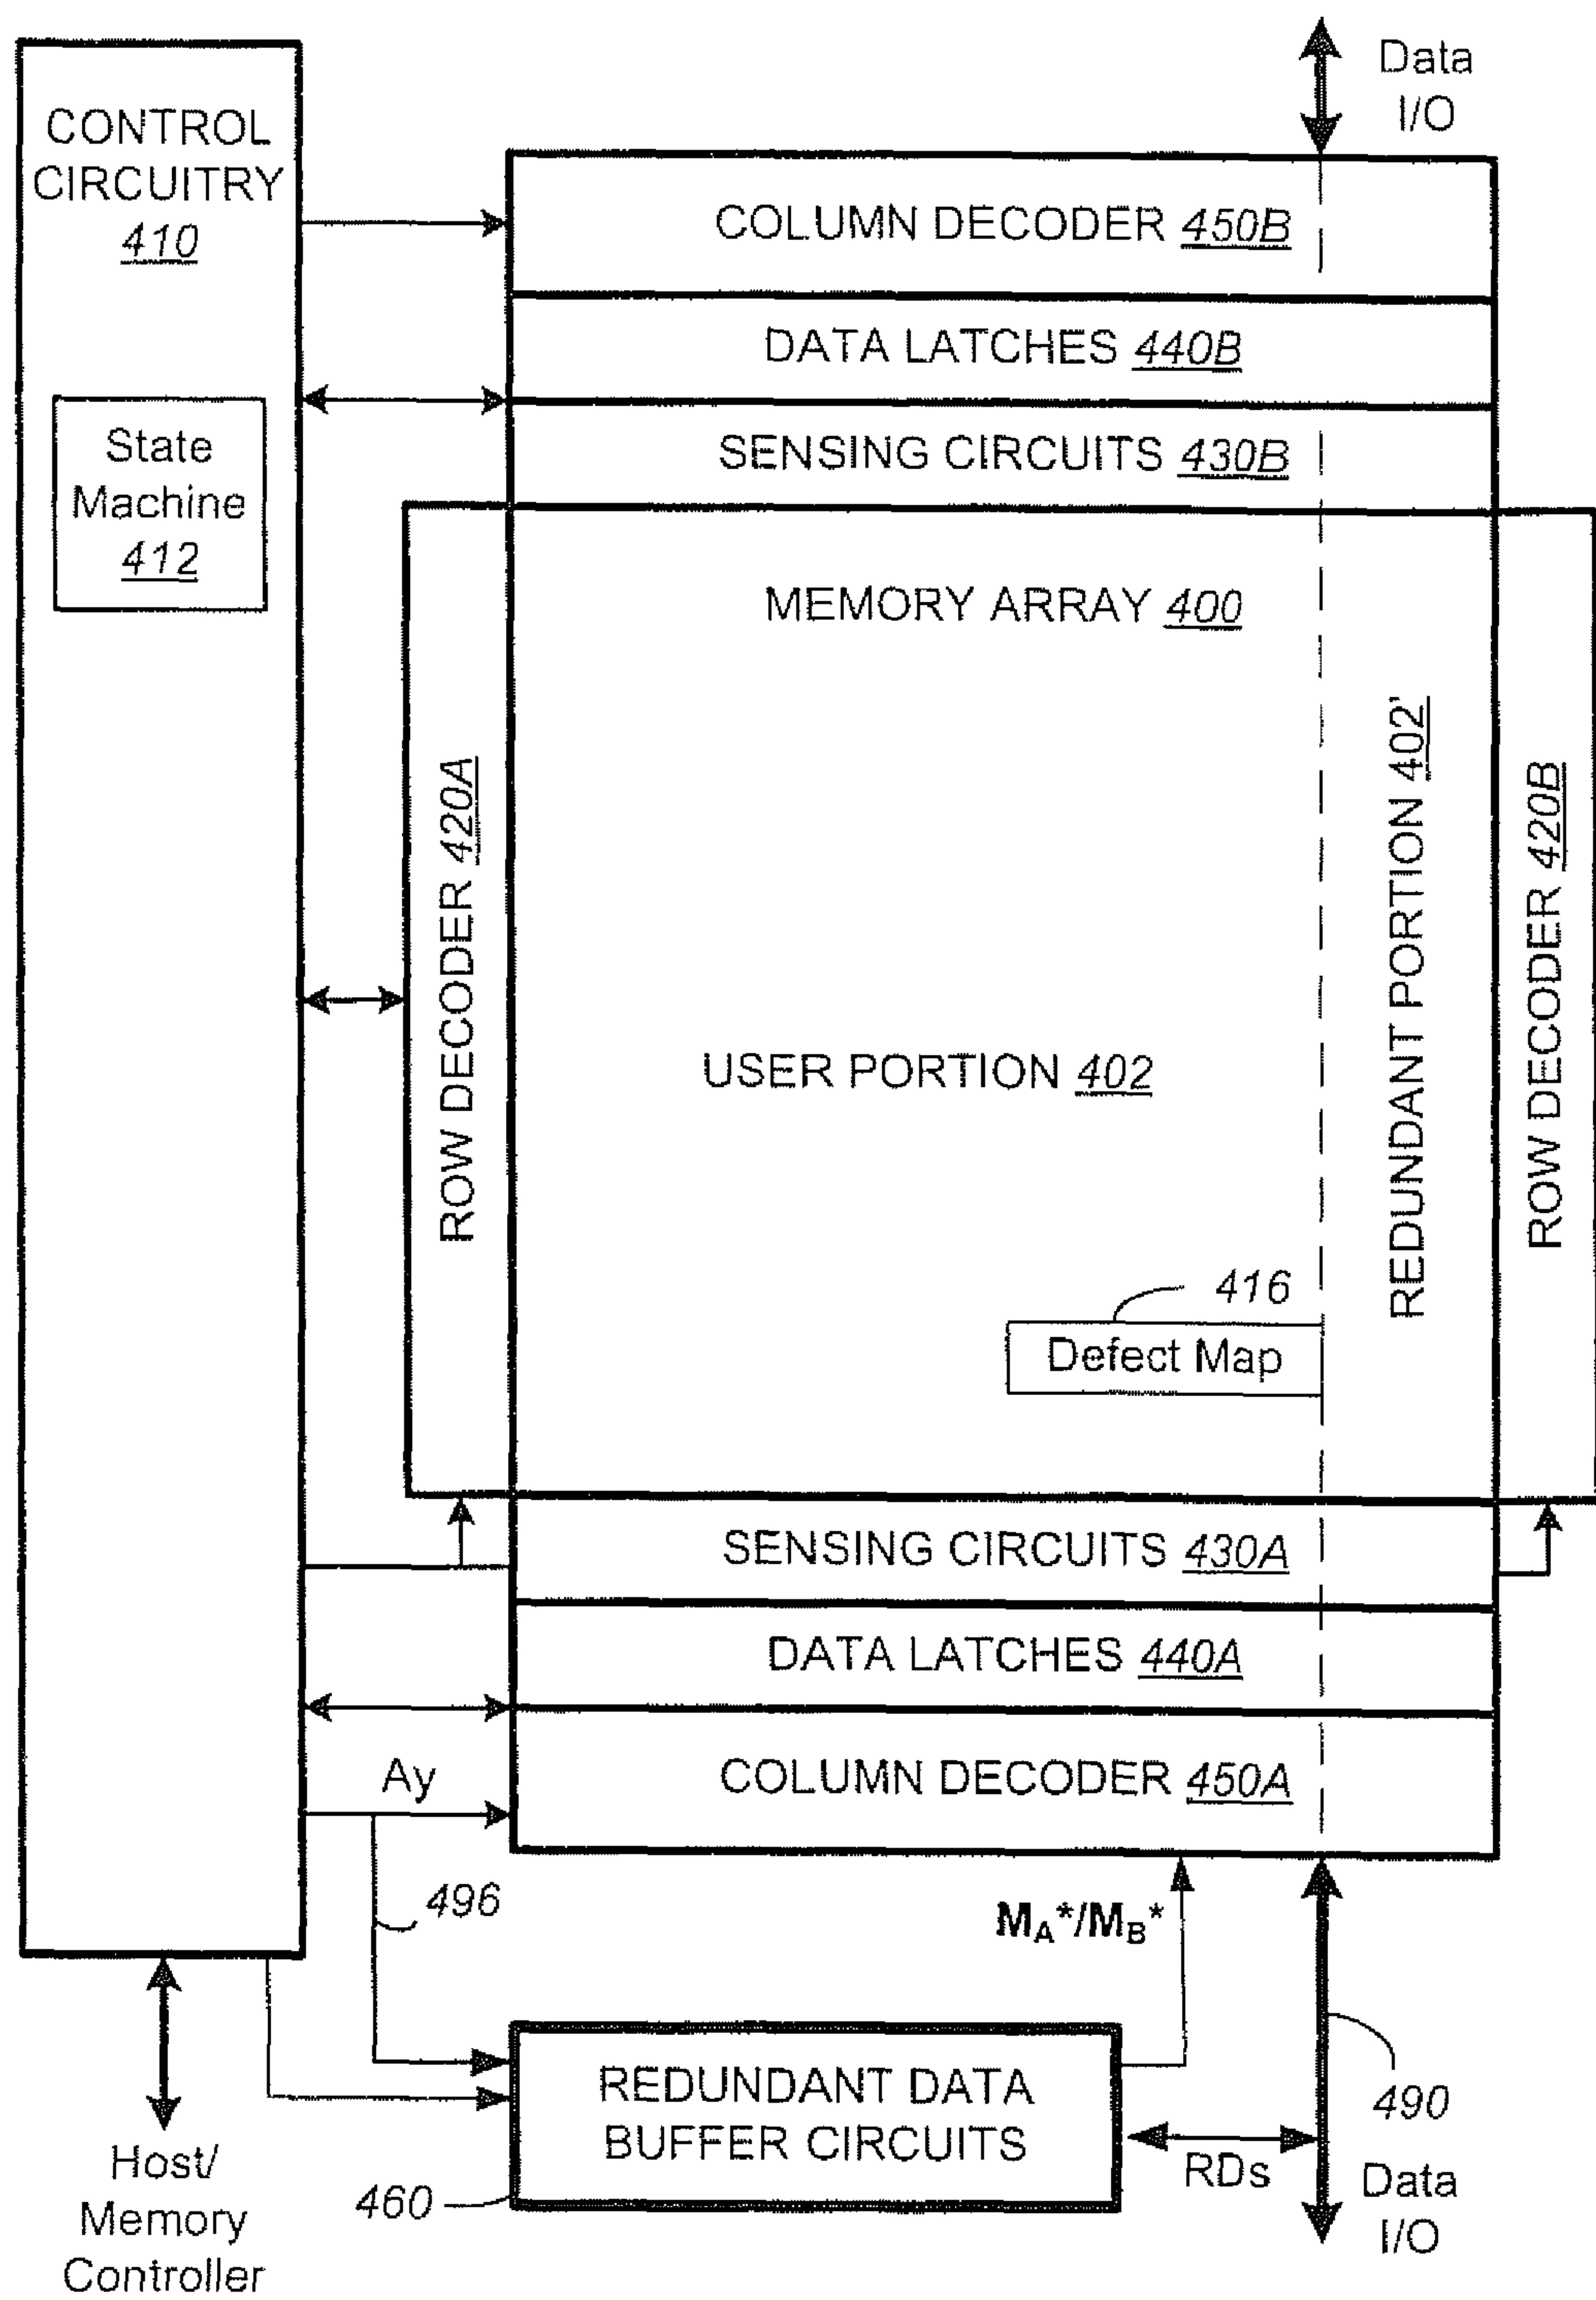 CONTROL
CIRCUITRY
410
State
Machine
412
Data
I/O
COLUMN DECODER 450B
DATA LATCHES 440B
SENSING CIRCUITS 430B
MEMORY ARRAY 400
ROW DECODER 420A
USER PORTION 402
REDUNDANT PORTION 402'
ROW DECODER 420B
416
Defect Map
SENSING CIRCUITS 430A
DATA LATCHES 440A
COLUMN DECODER 450A
Ay
496
MA*/MB*
REDUNDANT DATA
BUFFER CIRCUITS
460
RDs
490
Data
I/O
Host/
Memory
Controller